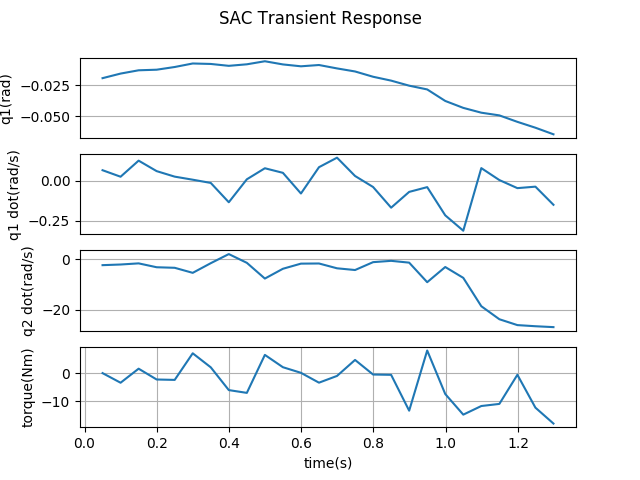 SAC Transient Response
q1(rad)
−0.025
−0.050
q1 dot(rad/s)
0.00
−0.25
q2 dot(rad/s)
0
−20
torque(Nm)
0
−10
0.0 0.2 0.4 0.6 0.8 1.0 1.2
time(s)